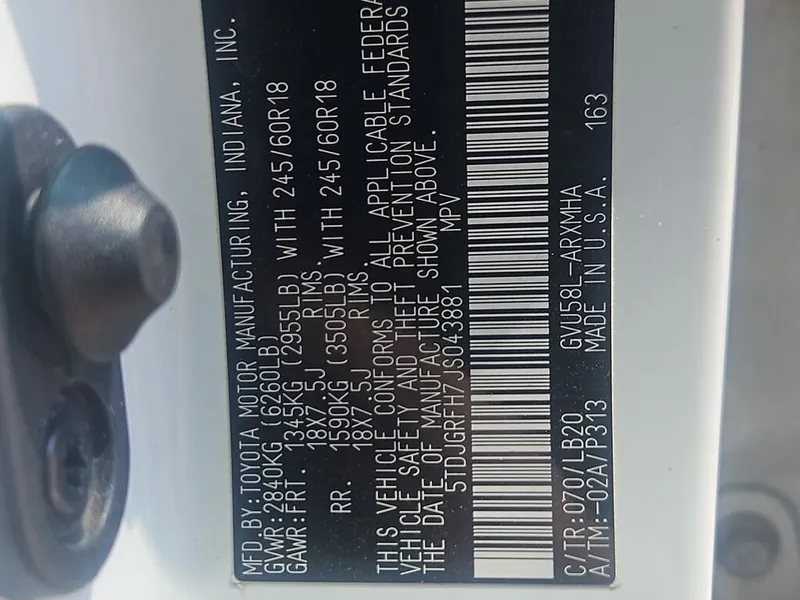 MFD.BY:TOYOTA MOTOR MANUFACTURING, INDIANA, INC.
GVWR:2840KG (6260LB)
GAWR:FRT. 1345KG (2955LB) WITH 245/60R18
18X7.5J RIMS.
RR. 1590KG (3505LB) WITH 245/60R18
18X7.5J RIMS.
THIS VEHICLE CONFORMS TO ALL APPLICABLE FEDERA
VEHICLE SAFETY AND THEFT PREVENTION STANDARDS
THE DATE OF MANUFACTURE SHOWN ABOVE.
5TDJGRFH7JS043881 MPV
C/TR:070/LB20 GVU58L-ARXMHA
A/TM:-02A/P313 MADE IN U.S.A. 163